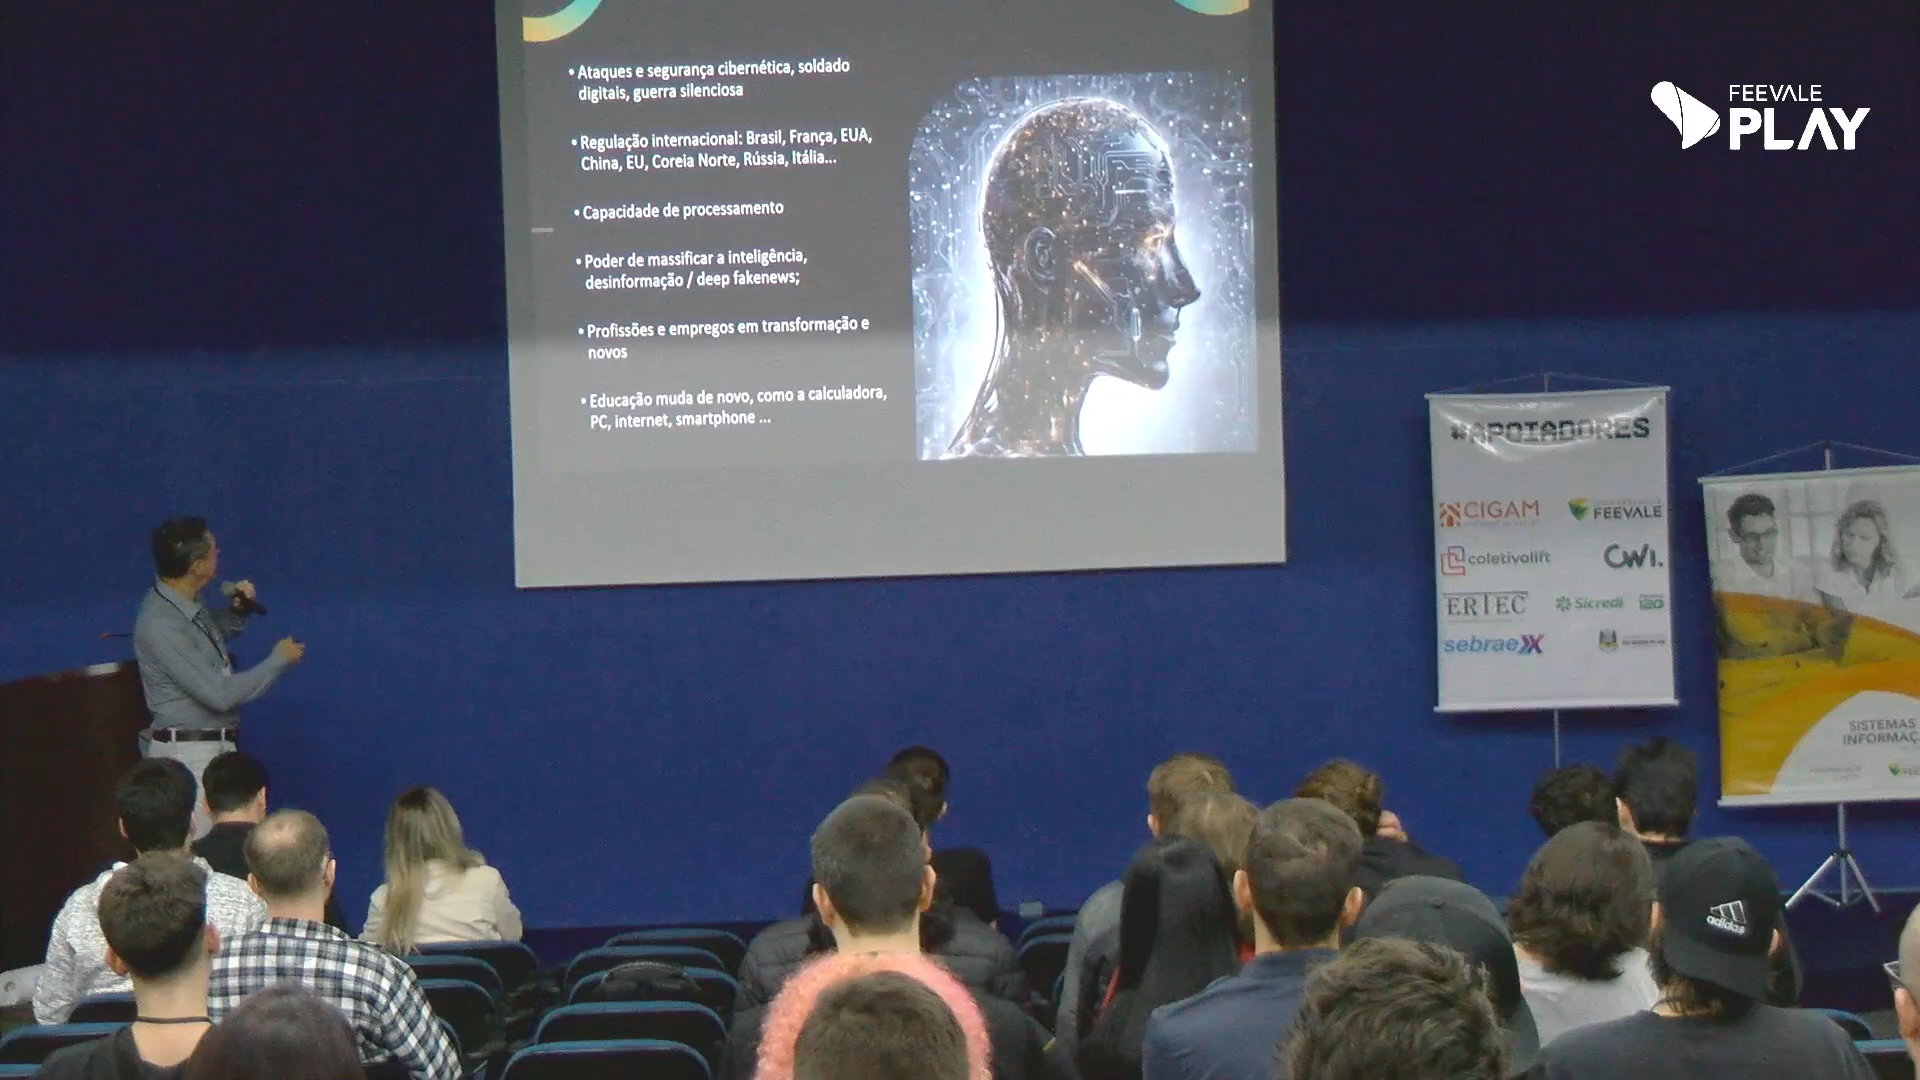 • Ataques e segurança cibernética, soldado
digitais, guerra silenciosa
• Regulação internacional: Brasil, França, EUA,
China, EU, Coreia Norte, Rússia, Itália...
• Capacidade de processamento
• Poder de massificar a inteligência,
desinformação / deep fakenews;
• Profissões e empregos em transformação e
novos
• Educação muda de novo, como a calculadora,
PC, internet, smartphone ...
FEEVALE
PLAY
#APOIADORES
CIGAM
FEEVALE
coletivolift
CWI.
ERTEC
Sicredi
sebraex
SISTEMAS
INFORMAÇ
adidas